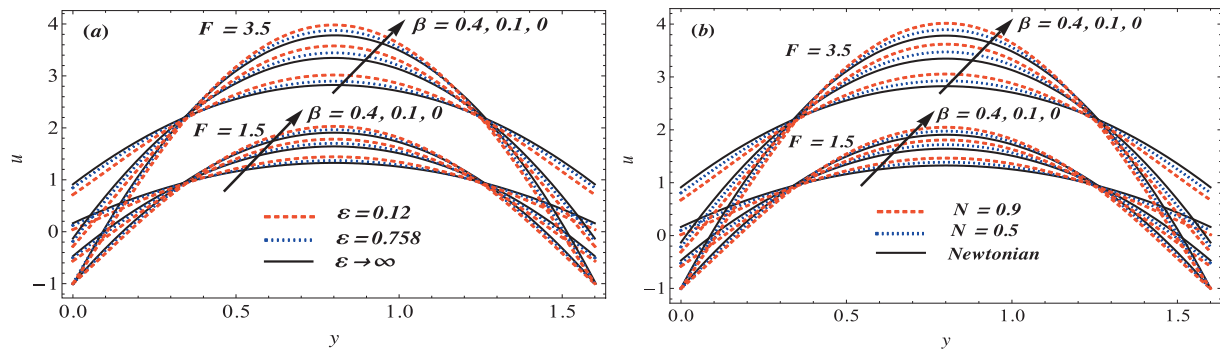 (a)
F = 3.5
β = 0.4, 0.1, 0
F = 1.5
β = 0.4, 0.1, 0
ε = 0.12
ε = 0.758
ε → ∞
u
4
3
2
1
0
−1
0.0
0.5
1.0
1.5
y
(b)
F = 3.5
β = 0.4, 0.1, 0
β = 0.4, 0.1, 0
F = 1.5
N = 0.9
N = 0.5
Newtonian
u
4
3
2
1
0
−1
0.0
0.5
1.0
1.5
y